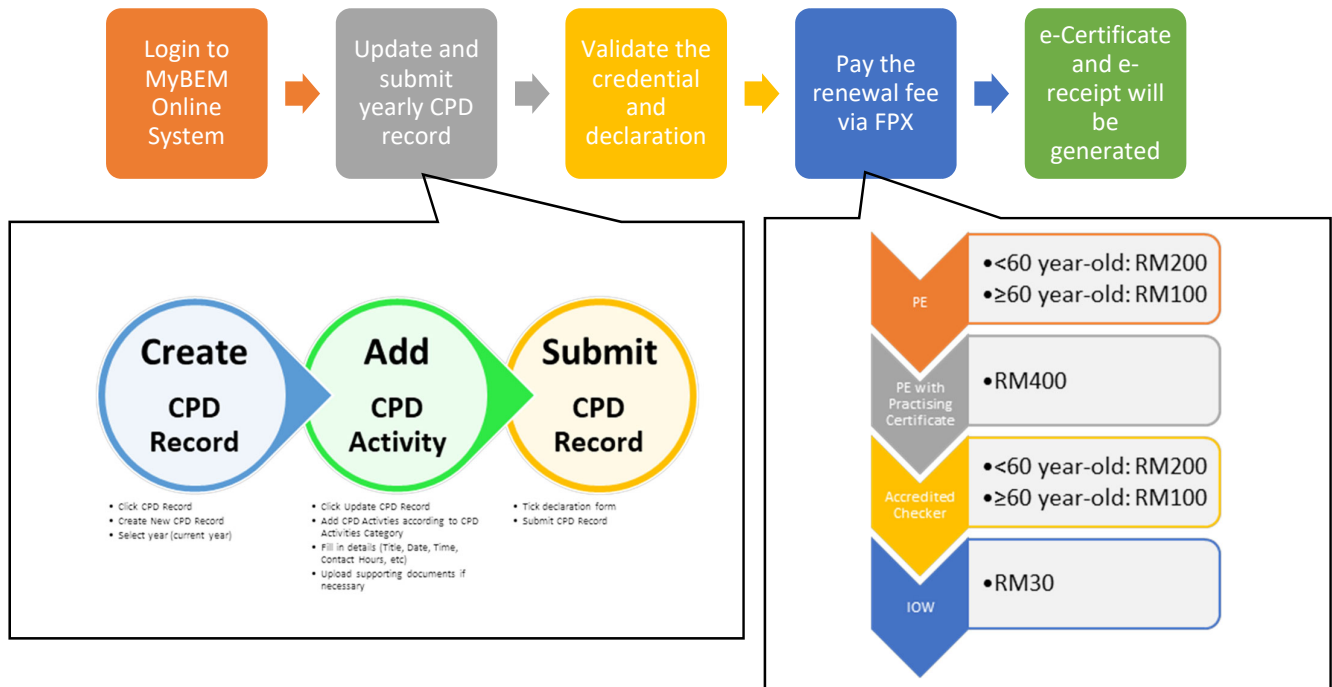 Login to
MyBEM
Online
System
Update and
submit
yearly CPD
record
Validate the
credential
and
declaration
Pay the
renewal fee
via FPX
e-Certificate
and e-
receipt will
be
generated
Create
CPD
Record
• Click CPD Record
• Create New CPD Record
• Select year (current year)
Add
CPD
Activity
• Click Update CPD Record
• Add CPD Activties according to CPD
Activities Category
• Fill in details (Title, Date, Time,
Contact Hours, etc)
• Upload supporting documents if
necessary
Submit
CPD
Record
• Tick declaration form
• Submit CPD Record
PE
•<60 year-old: RM200
•≥60 year-old: RM100
PE with
Practising
Certificate
•RM400
Accredited
Checker
•<60 year-old: RM200
•≥60 year-old: RM100
IOW
•RM30